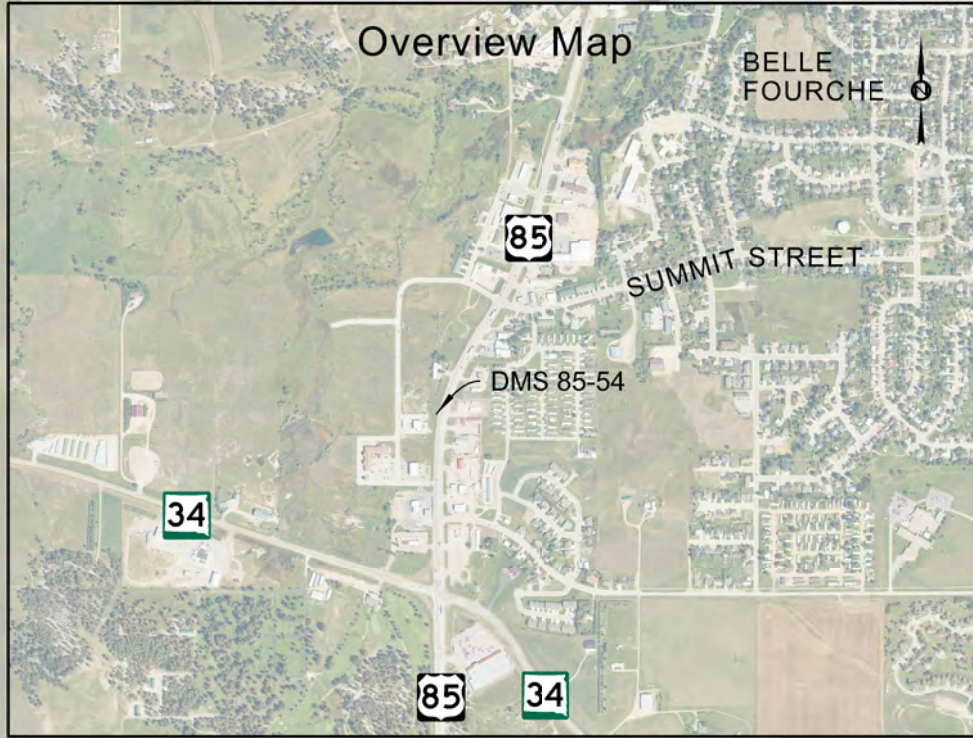 Overview Map
BELLE
FOURCHE
N
85
SUMMIT STREET
DMS 85-54
34
85
34